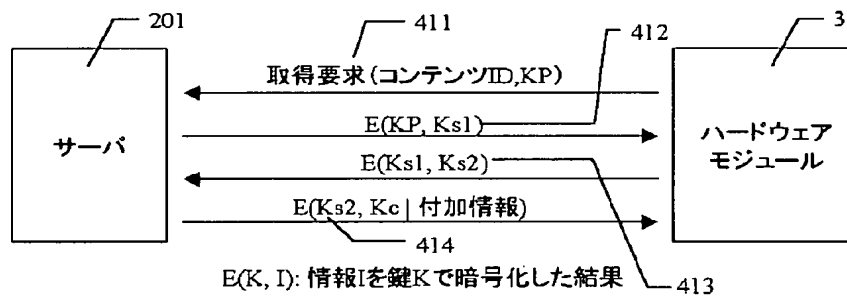 201
411
412
3
取得要求(コンテンツID,KP)
E(KP, Ks1)
サーバ
ハードウェア
モジュール
E(Ks1, Ks2)
E(Ks2, Kc | 付加情報)
414
413
E(K, I): 情報Iを鍵Kで暗号化した結果